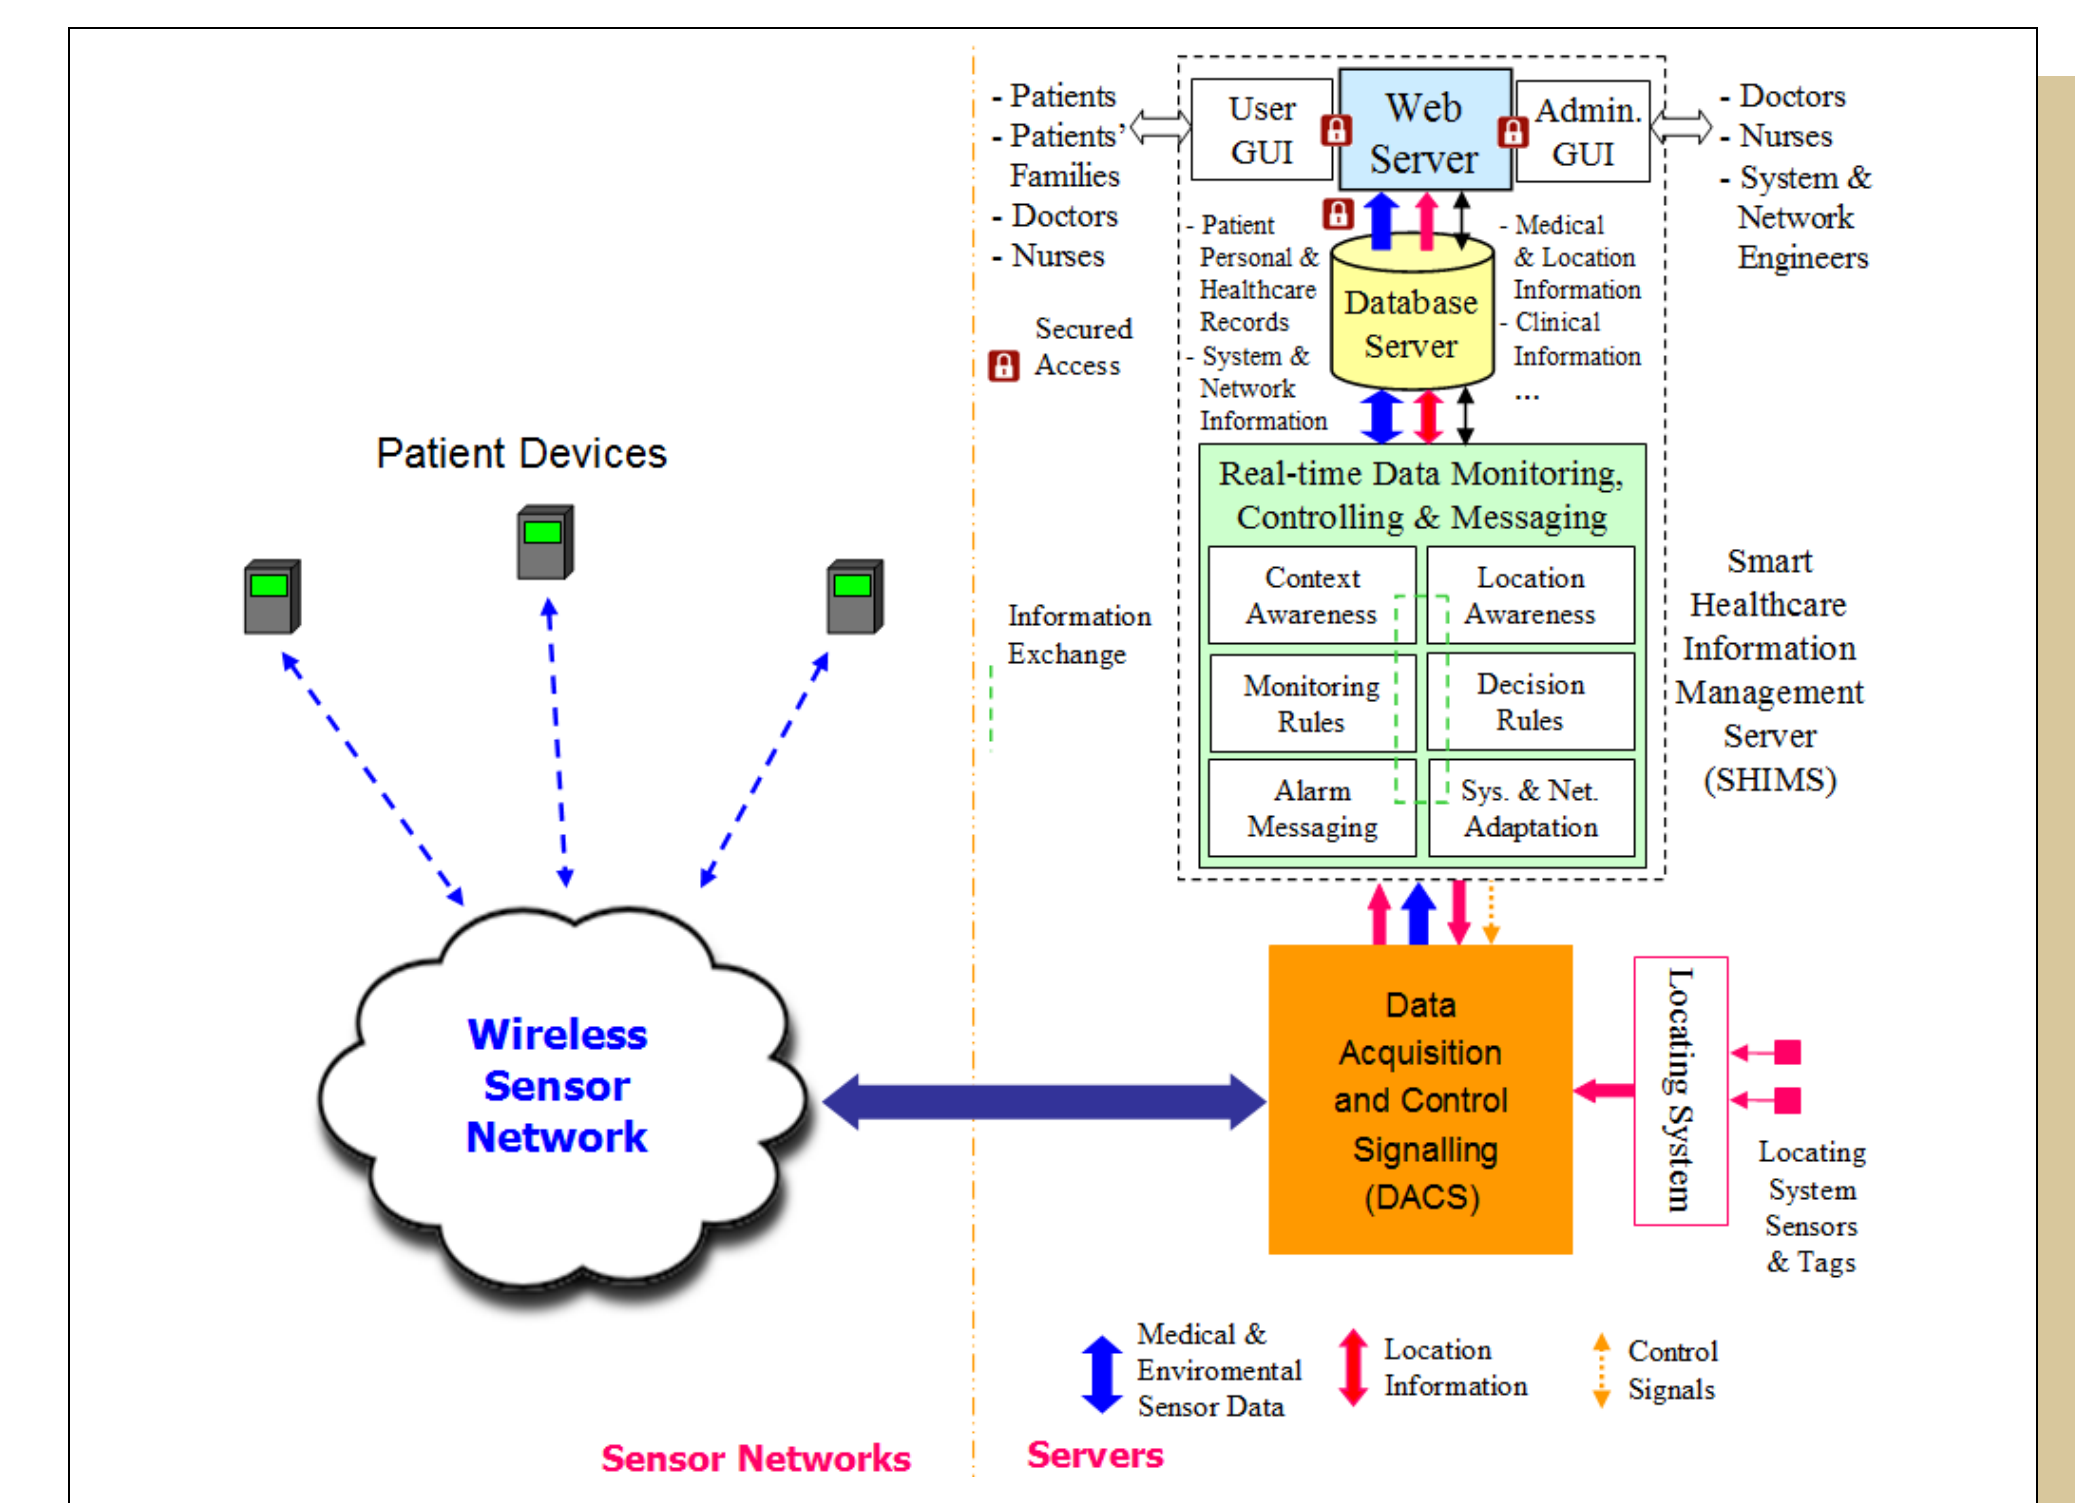 - Patients
- Patients'
Families
- Doctors
- Nurses
User
GUI
Web
Server
Admin.
GUI
- Doctors
- Nurses
- System &
Network
Engineers
- Patient
Personal &
Healthcare
Records
- System &
Network
Information
Database
Server
- Medical
& Location
Information
- Clinical
Information
...
Secured
Access
Patient Devices
Real-time Data Monitoring,
Controlling & Messaging
Context
Awareness
Location
Awareness
Monitoring
Rules
Decision
Rules
Alarm
Messaging
Sys. & Net.
Adaptation
Information
Exchange
Smart
Healthcare
Information
Management
Server
(SHIMS)
Wireless
Sensor
Network
Data
Acquisition
and Control
Signalling
(DACS)
Locating System
Locating
System
Sensors
& Tags
Medical &
Enviromental
Sensor Data
Location
Information
Control
Signals
Sensor Networks
Servers